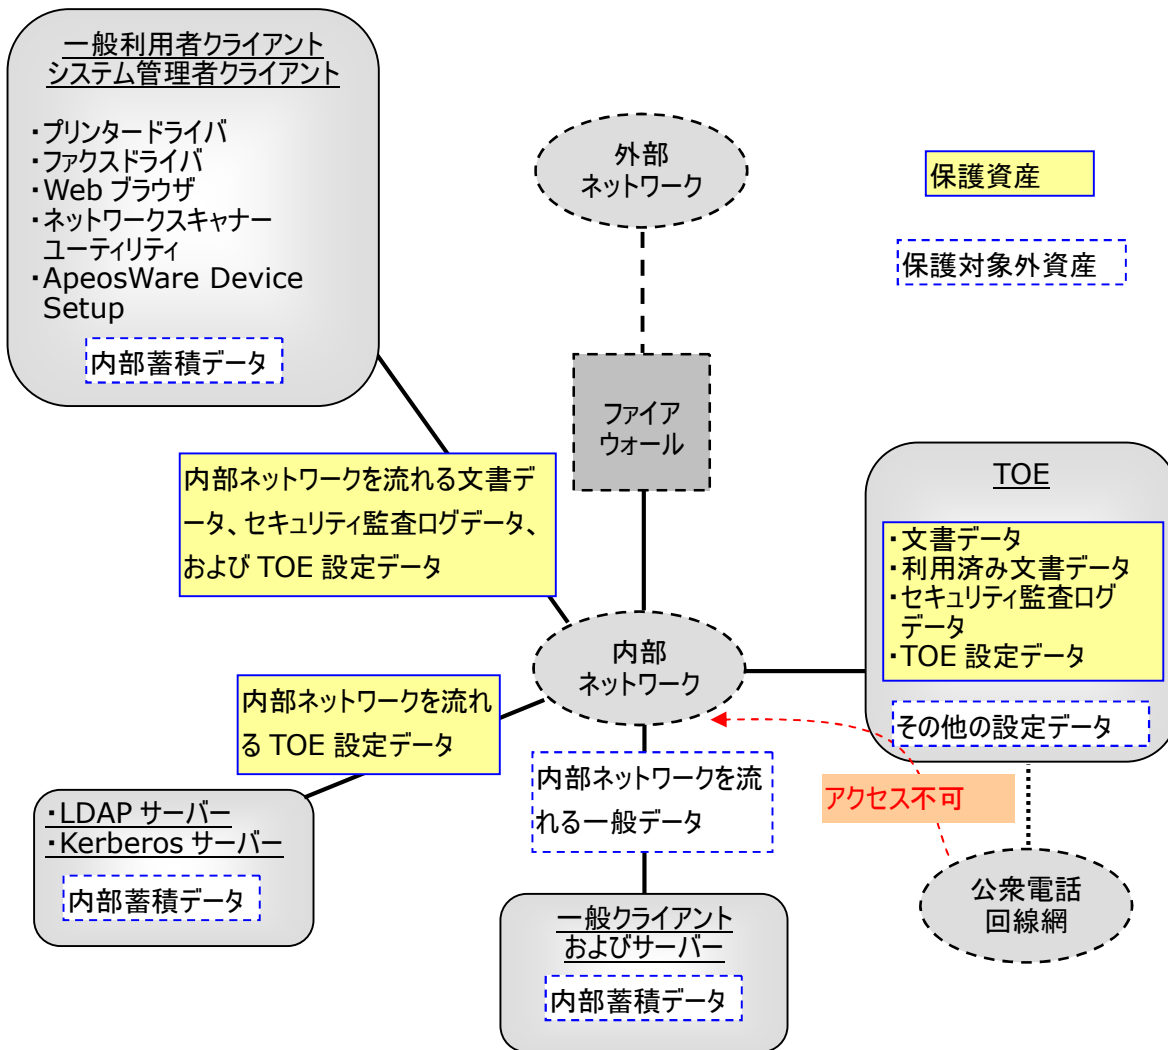 一般利用者クライアント
システム管理者クライアント
・プリンタードライバ
・ファクスドライバ
・Web ブラウザ
・ネットワークスキャナー
ユーティリティ
・ApeosWare Device
Setup
内部蓄積データ
外部
ネットワーク
保護資産
保護対象外資産
ファイア
ウォール
内部ネットワークを流れる文書デ
ータ、セキュリティ監査ログデータ、
および TOE 設定データ
TOE
・文書データ
・利用済み文書データ
・セキュリティ監査ログ
データ
・TOE 設定データ
その他の設定データ
内部
ネットワーク
内部ネットワークを流れ
る TOE 設定データ
内部ネットワークを流
れる一般データ
アクセス不可
・LDAP サーバー
・Kerberos サーバー
内部蓄積データ
公衆電話
回線網
一般クライアント
およびサーバー
内部蓄積データ